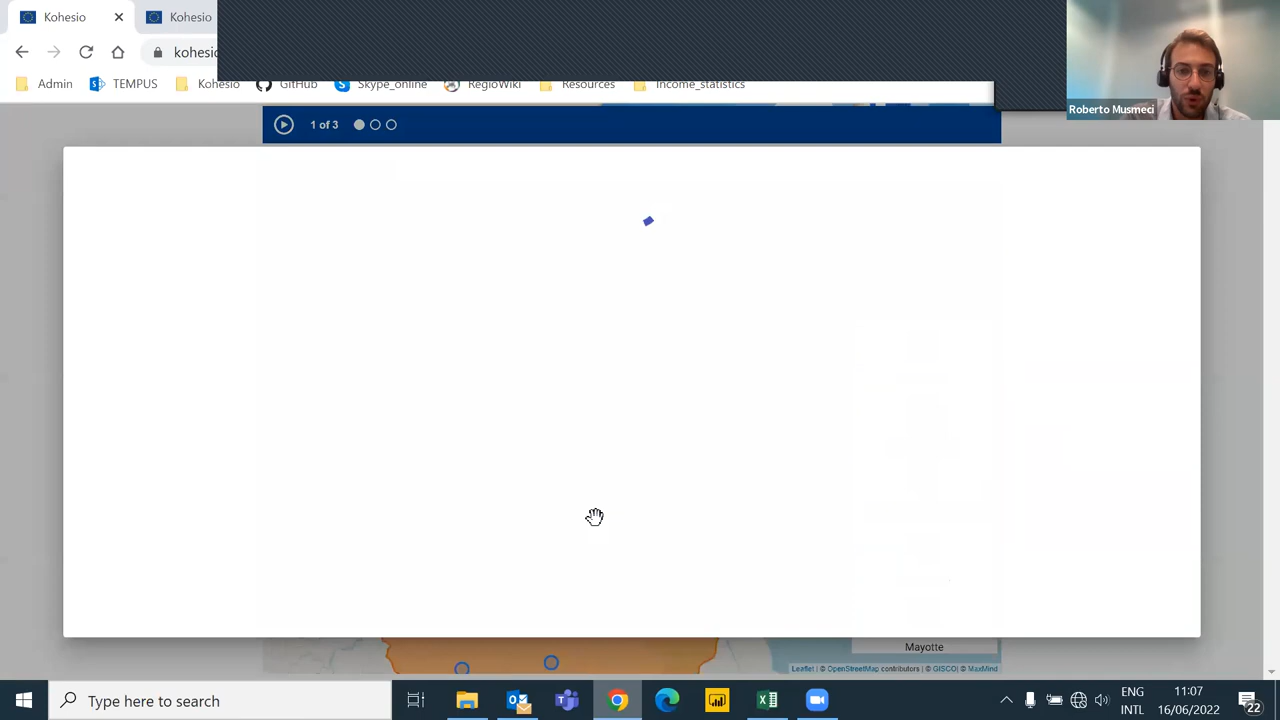 Kohesio
Kohesio
kohesio
Admin
TEMPUS
Kohesio
GitHub
Skype_online
RegioWiki
Resources
Income_statistics
Roberto Musmeci
1 of 3
Mayotte
Leaflet | © OpenStreetMap contributors | © GISCO| © MaxMind
Type here to search
ENG
INTL
11:07
16/06/2022
22